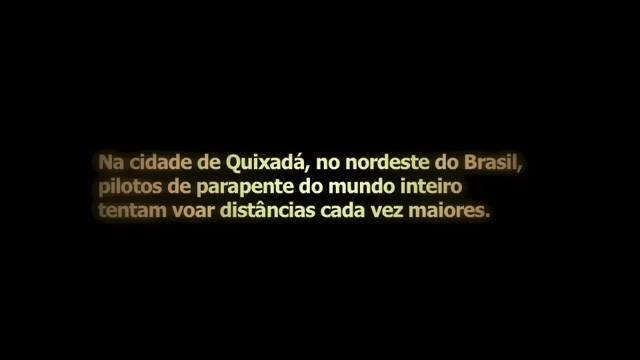 Na cidade de Quixadá, no nordeste do Brasil,
pilotos de parapente do mundo inteiro
tentam voar distâncias cada vez maiores.